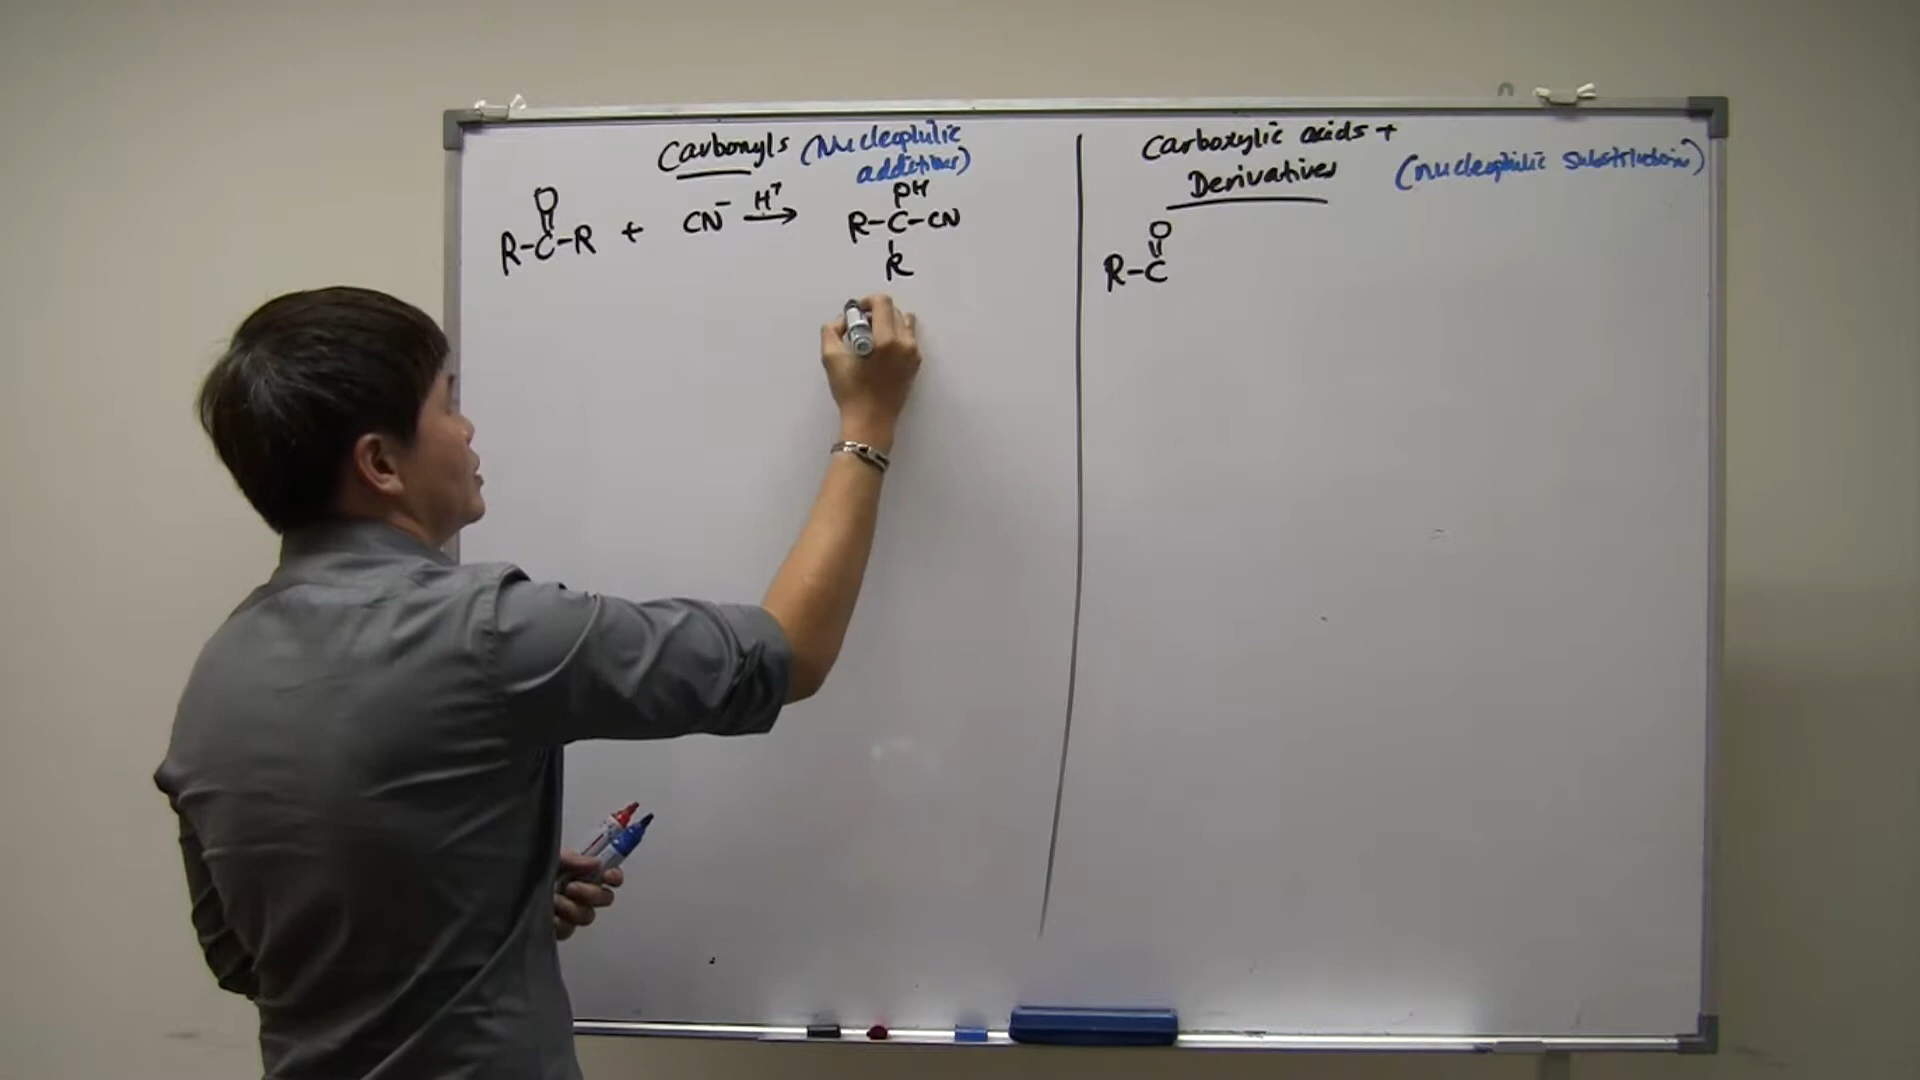 Carbonyls (Nucleophilic
addition)
O
R-C-R + CN⁻ H⁺ →
OH
R-C-CN
R
Carboxylic acids +
Derivatives (nucleophilic substitution)
O
R-C